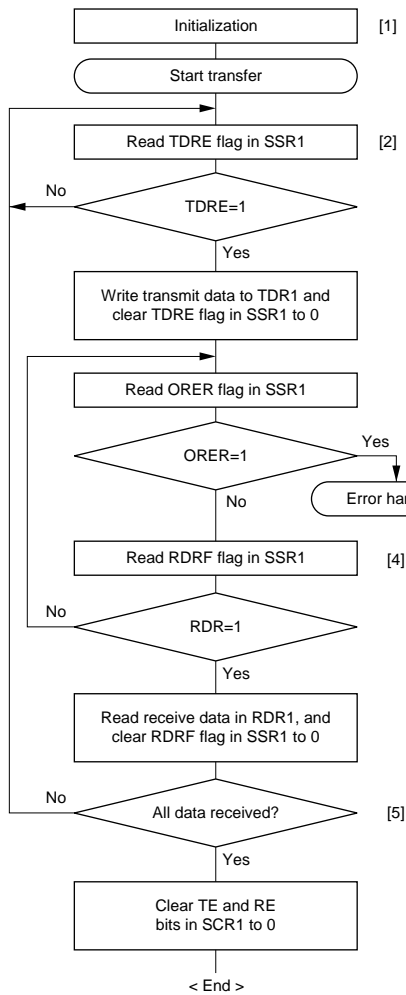 Initialization [1]
Start transfer
Read TDRE flag in SSR1 [2]
No
TDRE=1
Yes
Write transmit data to TDR1 and
clear TDRE flag in SSR1 to 0
Read ORER flag in SSR1
Yes
ORER=1
No
Error
Read RDRF flag in SSR1 [4]
No
RDR=1
Yes
Read receive data in RDR1, and
clear RDRF flag in SSR1 to 0
No
All data received? [5]
Yes
Clear TE and RE
bits in SCR1 to 0
< End >